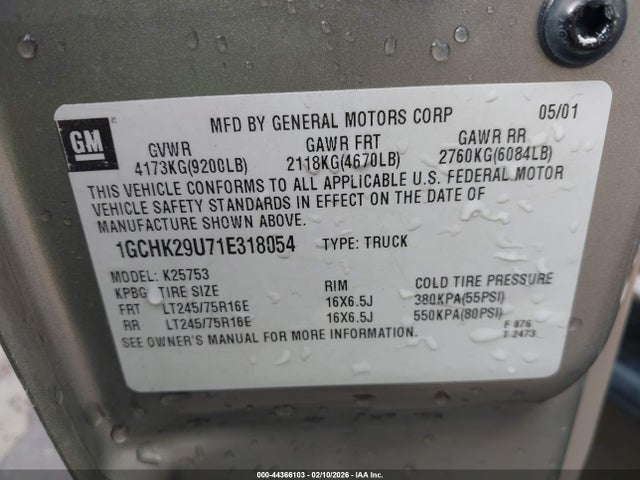 GM
MFD BY GENERAL MOTORS CORP 05/01
GVWR GAWR FRT GAWR RR
4173KG(9200LB) 2118KG(4670LB) 2760KG(6084LB)
THIS VEHICLE CONFORMS TO ALL APPLICABLE U.S. FEDERAL MOTOR
VEHICLE SAFETY STANDARDS IN EFFECT ON THE DATE OF
MANUFACTURE SHOWN ABOVE.
1GCHK29U71E318054 TYPE: TRUCK
MODEL: K25753
KPBG TIRE SIZE RIM COLD TIRE PRESSURE
FRT LT245/75R16E 16X6.5J 380KPA(55PSI)
RR LT245/75R16E 16X6.5J 550KPA(80PSI)
SEE OWNER'S MANUAL FOR MORE INFORMATION. F 876
T 2473
000-44366103 - 02/10/2026 - IAA Inc.